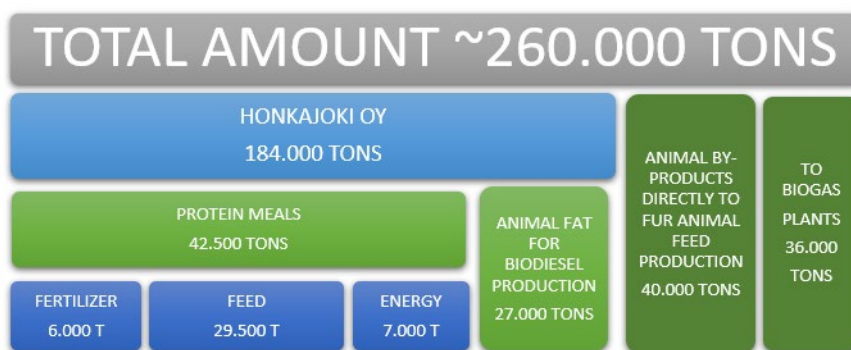 TOTAL AMOUNT ~260.000 TONS
HONKAJOKI OY
184.000 TONS
PROTEIN MEALS
42.500 TONS
FERTILIZER
6.000 T
FEED
29.500 T
ENERGY
7.000 T
ANIMAL FAT
FOR
BIODIESEL
PRODUCTION
27.000 TONS
ANIMAL BY-
PRODUCTS
DIRECTLY TO
FUR ANIMAL
FEED
PRODUCTION
40.000 TONS
TO
BIOGAS
PLANTS
36.000
TONS